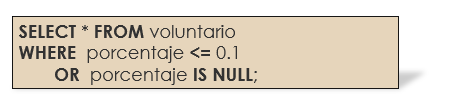 SELECT * FROM voluntario
WHERE porcentaje <= 0.1
OR porcentaje IS NULL;